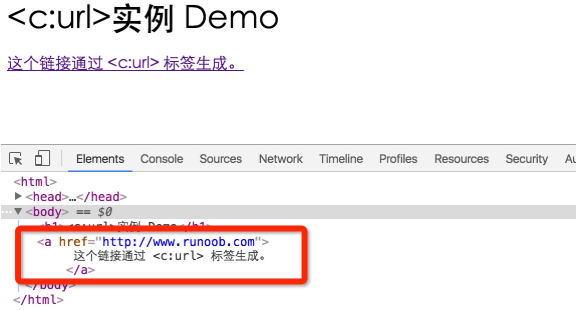 <c:url>实例 Demo
这个链接通过 <c:url> 标签生成。
Elements Console Sources Network Timeline Profiles Resources Security Au
<html>
▶<head>…</head>
…▼<body> == $0
<h1><c:url>实例 Demo</h1>
<a href="http://www.runoob.com">
这个链接通过 <c:url> 标签生成。
</a>
</body>
</html>